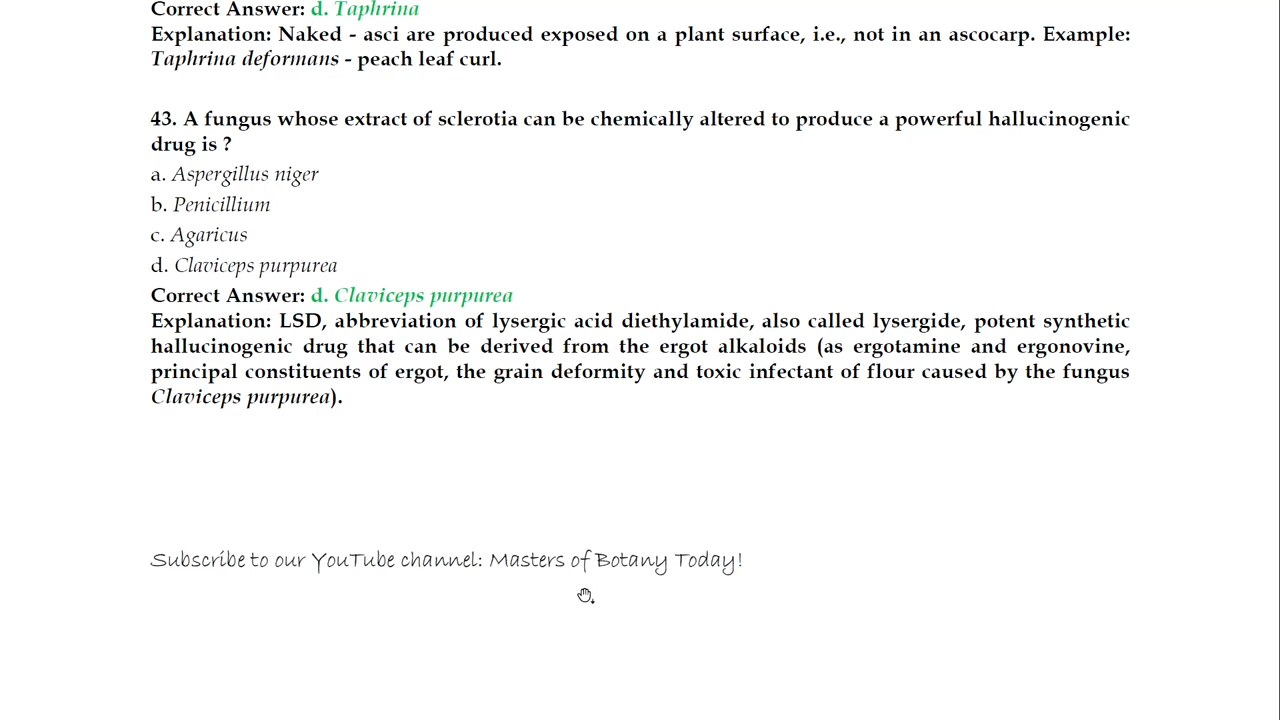 Correct Answer: d. Taphrina
Explanation: Naked - asci are produced exposed on a plant surface, i.e., not in an ascocarp. Example:
Taphrina deformans - peach leaf curl.
43. A fungus whose extract of sclerotia can be chemically altered to produce a powerful hallucinogenic
drug is ?
a. Aspergillus niger
b. Penicillium
c. Agaricus
d. Claviceps purpurea
Correct Answer: d. Claviceps purpurea
Explanation: LSD, abbreviation of lysergic acid diethylamide, also called lysergide, potent synthetic
hallucinogenic drug that can be derived from the ergot alkaloids (as ergotamine and ergonovine,
principal constituents of ergot, the grain deformity and toxic infectant of flour caused by the fungus
Claviceps purpurea).
Subscribe to our YouTube channel: Masters of Botany Today!